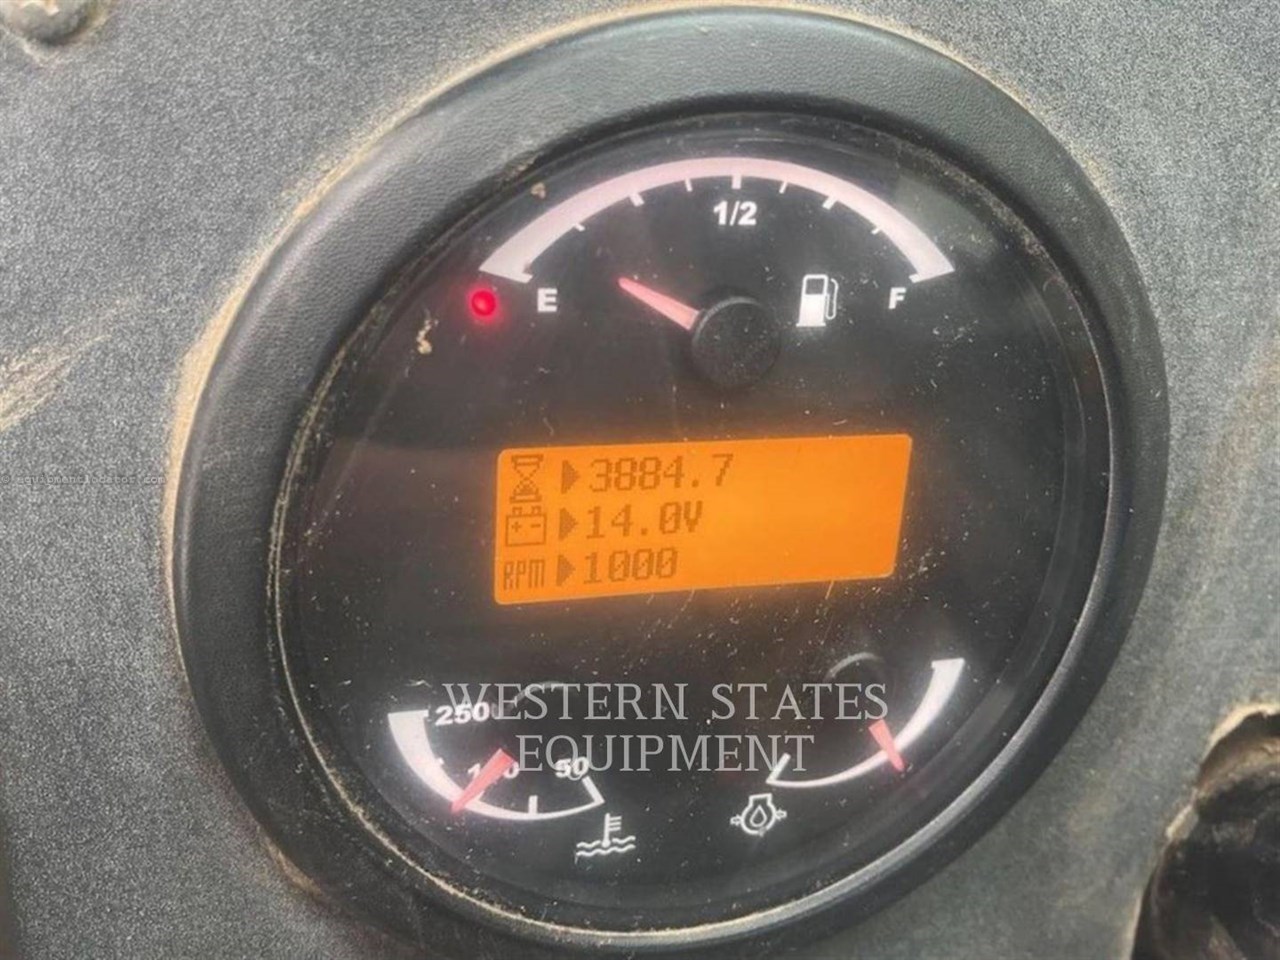 1/2
E
F
3884.7
14.0V
RPM 1000
WESTERN STATES
EQUIPMENT
250
50